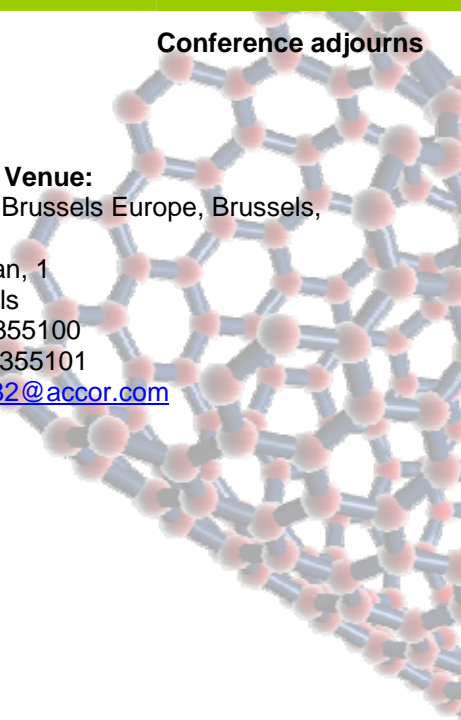 Conference adjourns
Venue:
Brussels Europe, Brussels,
an, 1
ls
355100
355101
32@accor.com